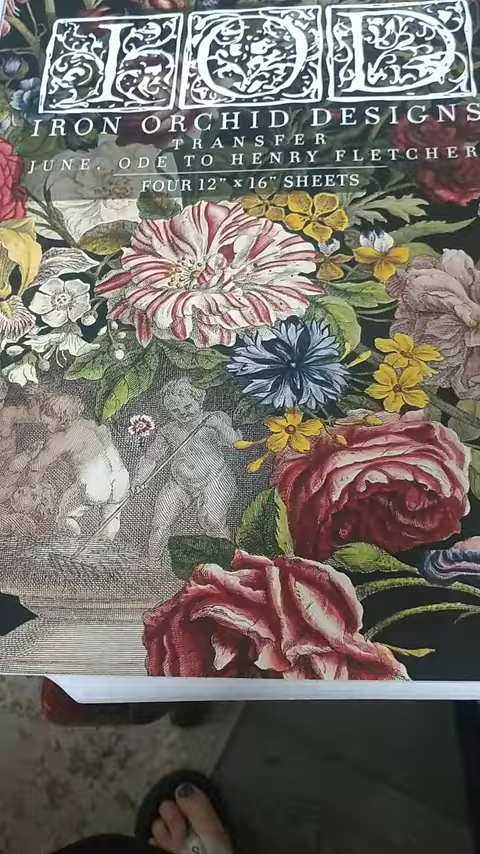 IOD
IRON ORCHID DESIGNS
TRANSFER
JUNE, ODE TO HENRY FLETCHER
FOUR 12" x 16" SHEETS